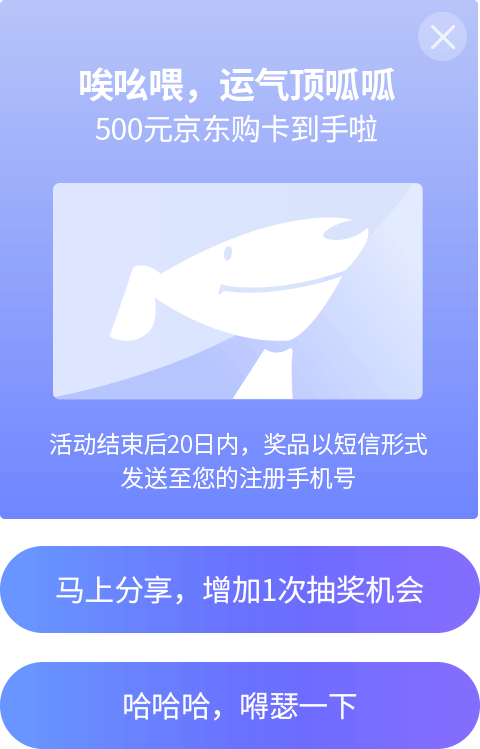 唉吆喂，运气顶呱呱
500元京东购卡到手啦
活动结束后20日内，奖品以短信形式
发送至您的注册手机号
马上分享，增加1次抽奖机会
哈哈哈，嘚瑟一下